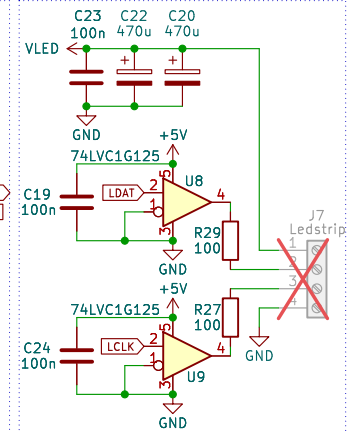 C23 C22 C20
100n 470u 470u
VLED
+ +
GND
+5V
74LVC1G125
5
U8
C19
100n
LDAT 2 4
1
3
R29
100
GND
J7
Ledstrip
1
2
3
4
+5V
74LVC1G125
5
R27
100
C24
100n
LCLK 2 4
1
3
U9
GND
GND